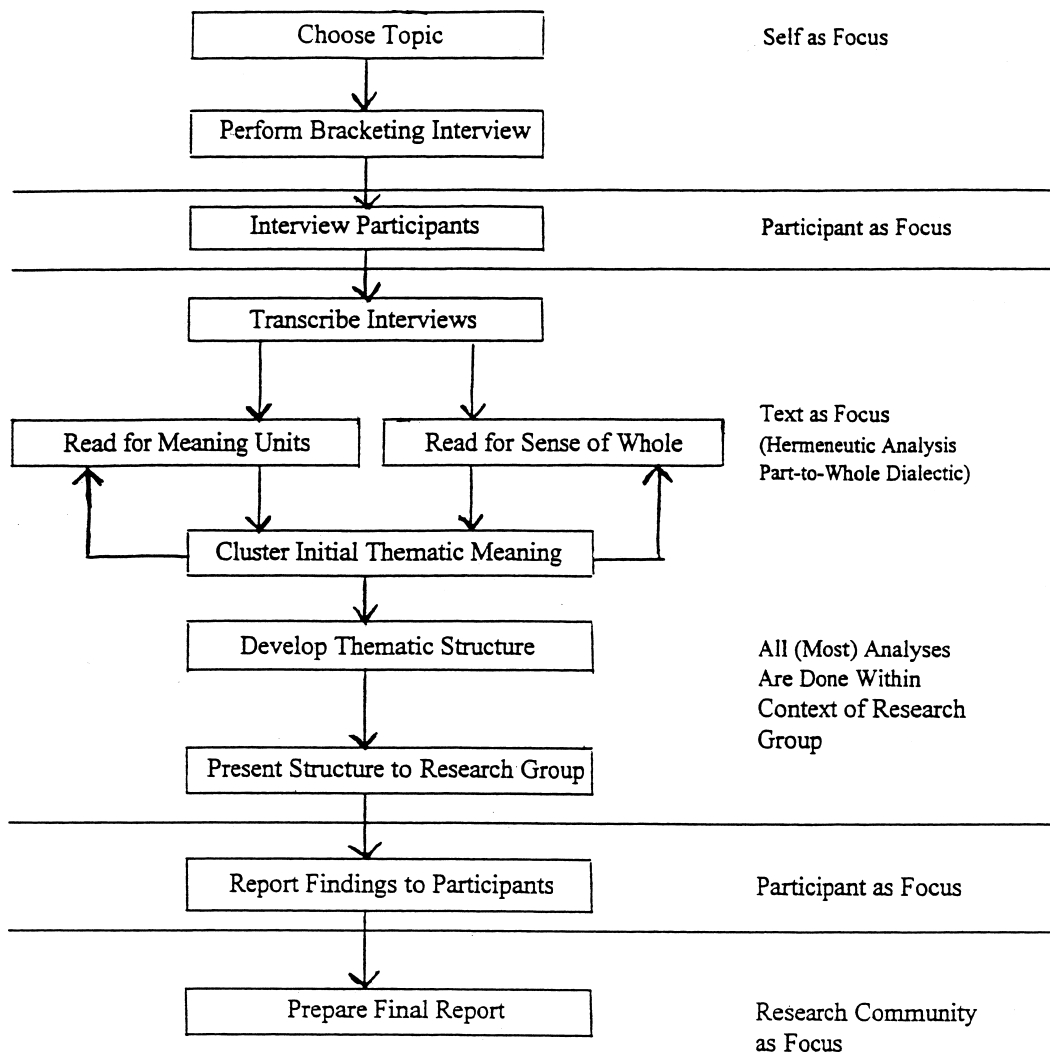 Choose Topic
Self as Focus
Perform Bracketing Interview
Interview Participants
Participant as Focus
Transcribe Interviews
Read for Meaning Units
Read for Sense of Whole
Text as Focus
(Hermeneutic Analysis
Part-to-Whole Dialectic)
Cluster Initial Thematic Meaning
Develop Thematic Structure
All (Most) Analyses
Are Done Within
Context of Research
Group
Present Structure to Research Group
Report Findings to Participants
Participant as Focus
Prepare Final Report
Research Community
as Focus